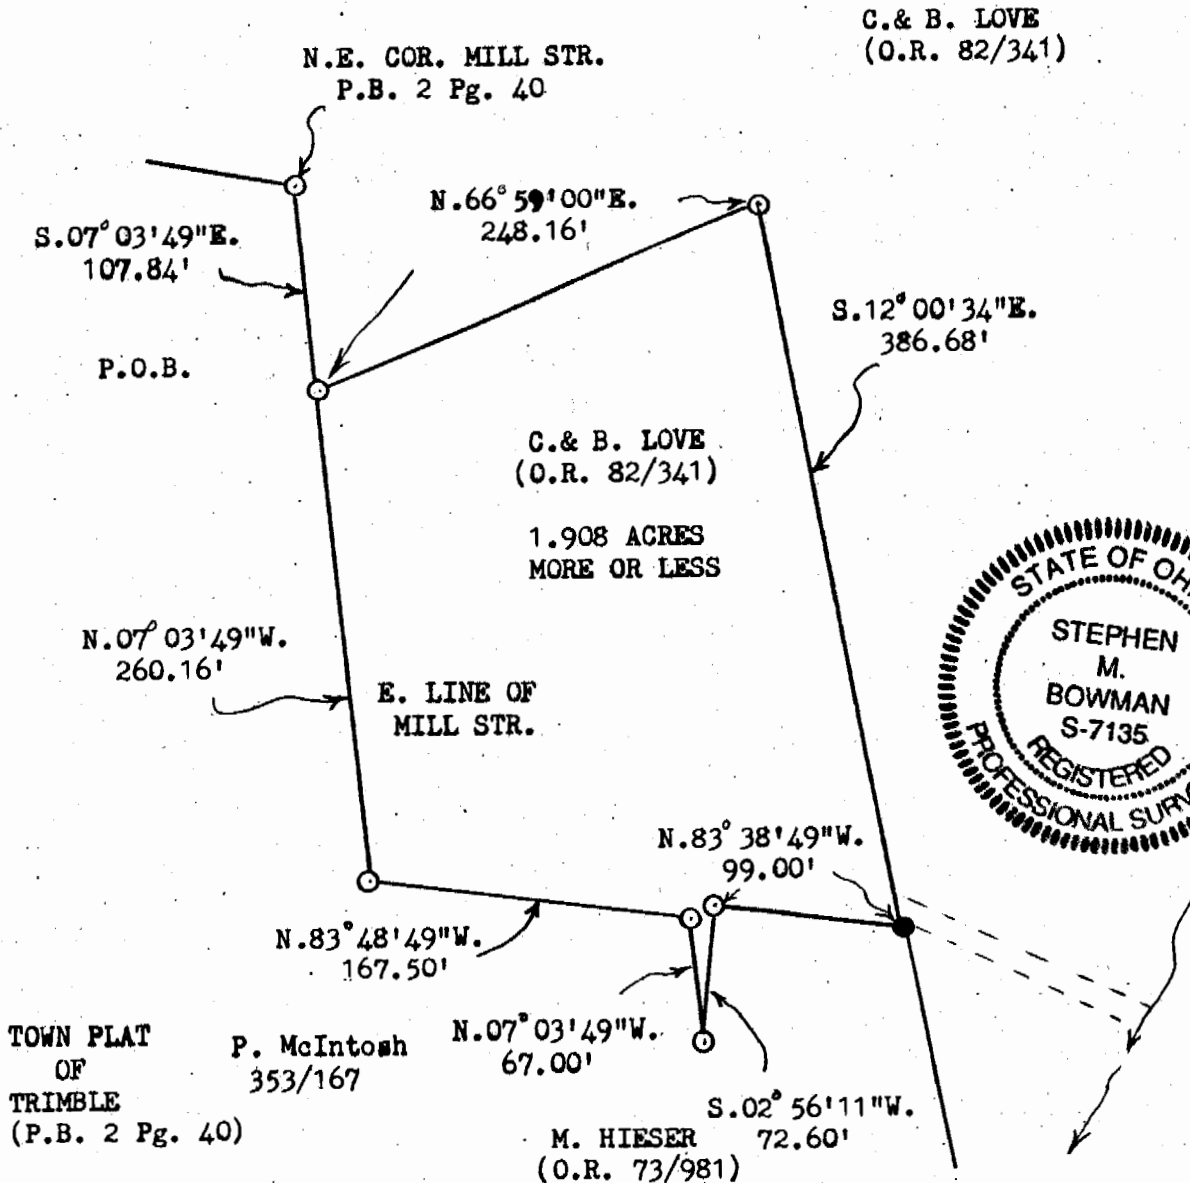 C.& B. LOVE
(O.R. 82/341)
N.E. COR. MILL STR.
P.B. 2 Pg. 40
N.66°59'00"E.
248.16'
S.07°03'49"E.
107.84'
S.12°00'34"E.
386.68'
P.O.B.
C.& B. LOVE
(O.R. 82/341)
1.908 ACRES
MORE OR LESS
STATE OF OH
STEPHEN
M.
BOWMAN
S-7135
REGISTERED
PROFESSIONAL SURV
N.07°03'49"W.
260.16'
E. LINE OF
MILL STR.
N.83°38'49"W.
99.00'
N.83°48'49"W.
167.50'
TOWN PLAT
OF
TRIMBLE
(P.B. 2 Pg. 40)
P. McIntosh
353/167
N.07°03'49"W.
67.00'
S.02°56'11"W.
72.60'
M. HIESER
(O.R. 73/981)